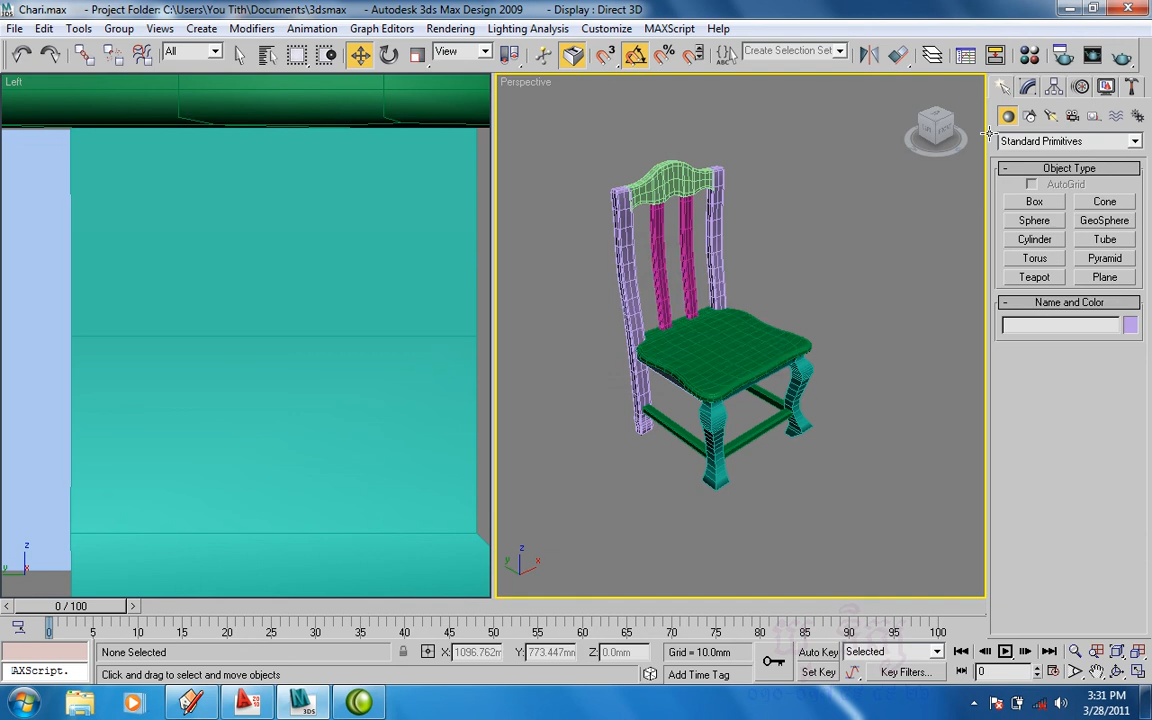 Chari.max - Project Folder: C:\Users\You Tith\Documents\3dsmax - Autodesk 3ds Max Design 2009 - Display : Direct 3D
File Edit Tools Group Views Create Modifiers Animation Graph Editors Rendering Lighting Analysis Customize MAXScript Help
All View 3 % ABC Create Selection Set
Left
Perspective
Standard Primitives
- Object Type
AutoGrid
Box Cone
Sphere GeoSphere
Cylinder Tube
Torus Pyramid
Teapot Plane
- Name and Color
z
y x
z
y x
< 0 / 100 >
0 5 10 15 20 25 30 35 40 45 50 55 60 65 70 75 80 85 90 95 100
None Selected X: 1096.762m Y: 773.447mm Z: 0.0mm Grid = 10.0mm Auto Key Selected
AXScript. Click and drag to select and move objects Add Time Tag Set Key Key Filters... 0
3:31 PM
3/28/2011